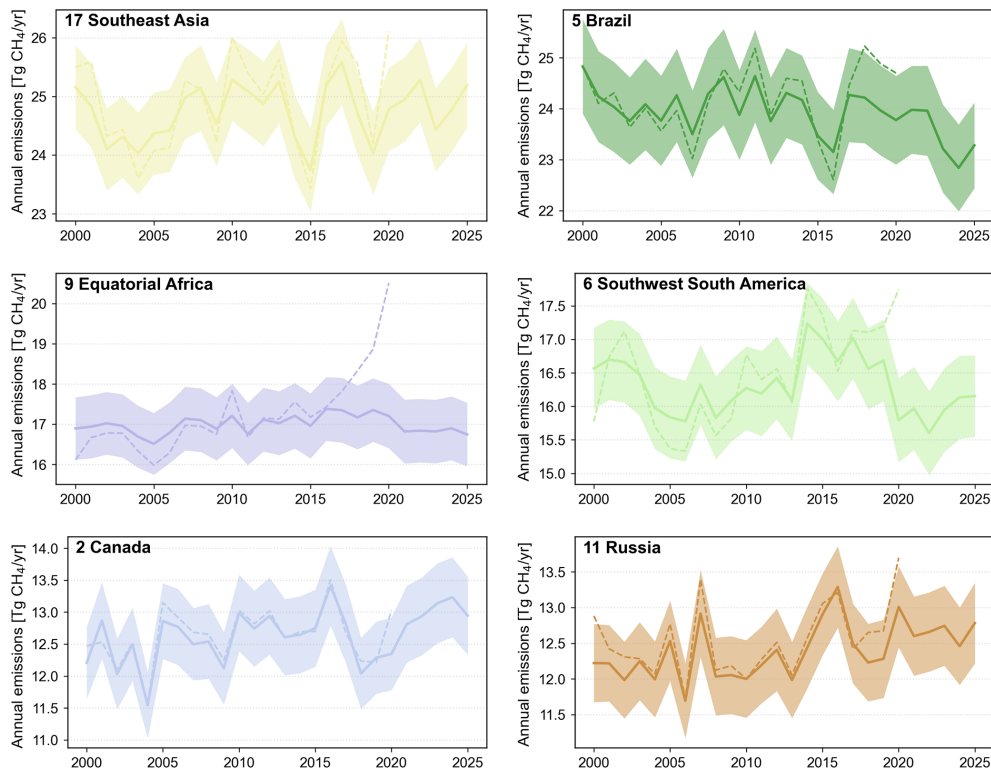 17 Southeast Asia
Annual emissions [Tg CH₄/yr]
26
25
24
23
2000 2005 2010 2015 2020 2025
5 Brazil
Annual emissions [Tg CH₄/yr]
25
24
23
22
2000 2005 2010 2015 2020 2025
9 Equatorial Africa
Annual emissions [Tg CH₄/yr]
20
19
18
17
16
2000 2005 2010 2015 2020 2025
6 Southwest South America
Annual emissions [Tg CH₄/yr]
17.5
17.0
16.5
16.0
15.5
15.0
2000 2005 2010 2015 2020 2025
2 Canada
Annual emissions [Tg CH₄/yr]
14.0
13.5
13.0
12.5
12.0
11.5
11.0
2000 2005 2010 2015 2020 2025
11 Russia
Annual emissions [Tg CH₄/yr]
13.5
13.0
12.5
12.0
11.5
2000 2005 2010 2015 2020 2025